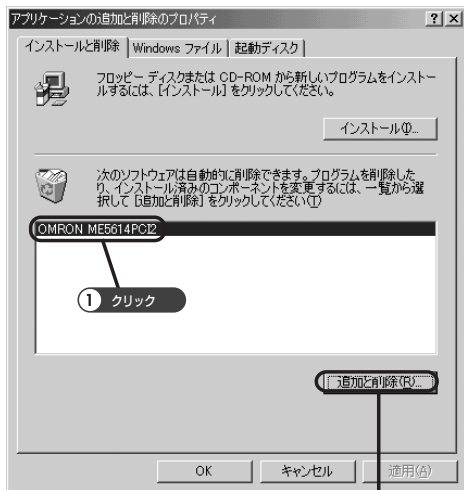 アプリケーションの追加と削除のプロパティ
インストールと削除 Windows ファイル 起動ディスク
フロッピー ディスクまたは CD-ROM から新しいプログラムをインストー
ルするには、[インストール] をクリックしてください。
インストール(I)...
次のソフトウェアは自動的に削除できます。プログラムを削除した
り、インストール済みのコンポーネントを変更するには、一覧から選
択して [追加と削除] をクリックしてください(T)
OMRON ME5614PCI2
1 クリック
追加と削除(R)...
OK キャンセル 適用(A)